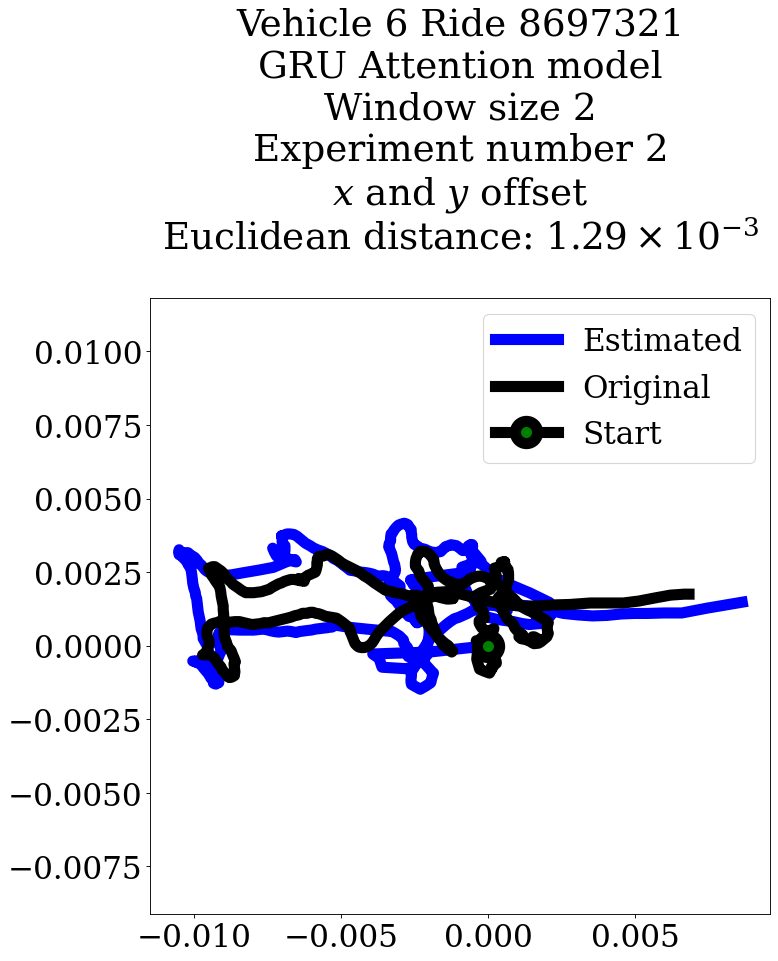 Vehicle 6 Ride 8697321
GRU Attention model
Window size 2
Experiment number 2
x and y offset
Euclidean distance: 1.29 × 10⁻³
Estimated
Original
Start
0.0100
0.0075
0.0050
0.0025
0.0000
−0.0025
−0.0050
−0.0075
−0.010
−0.005
0.000
0.005